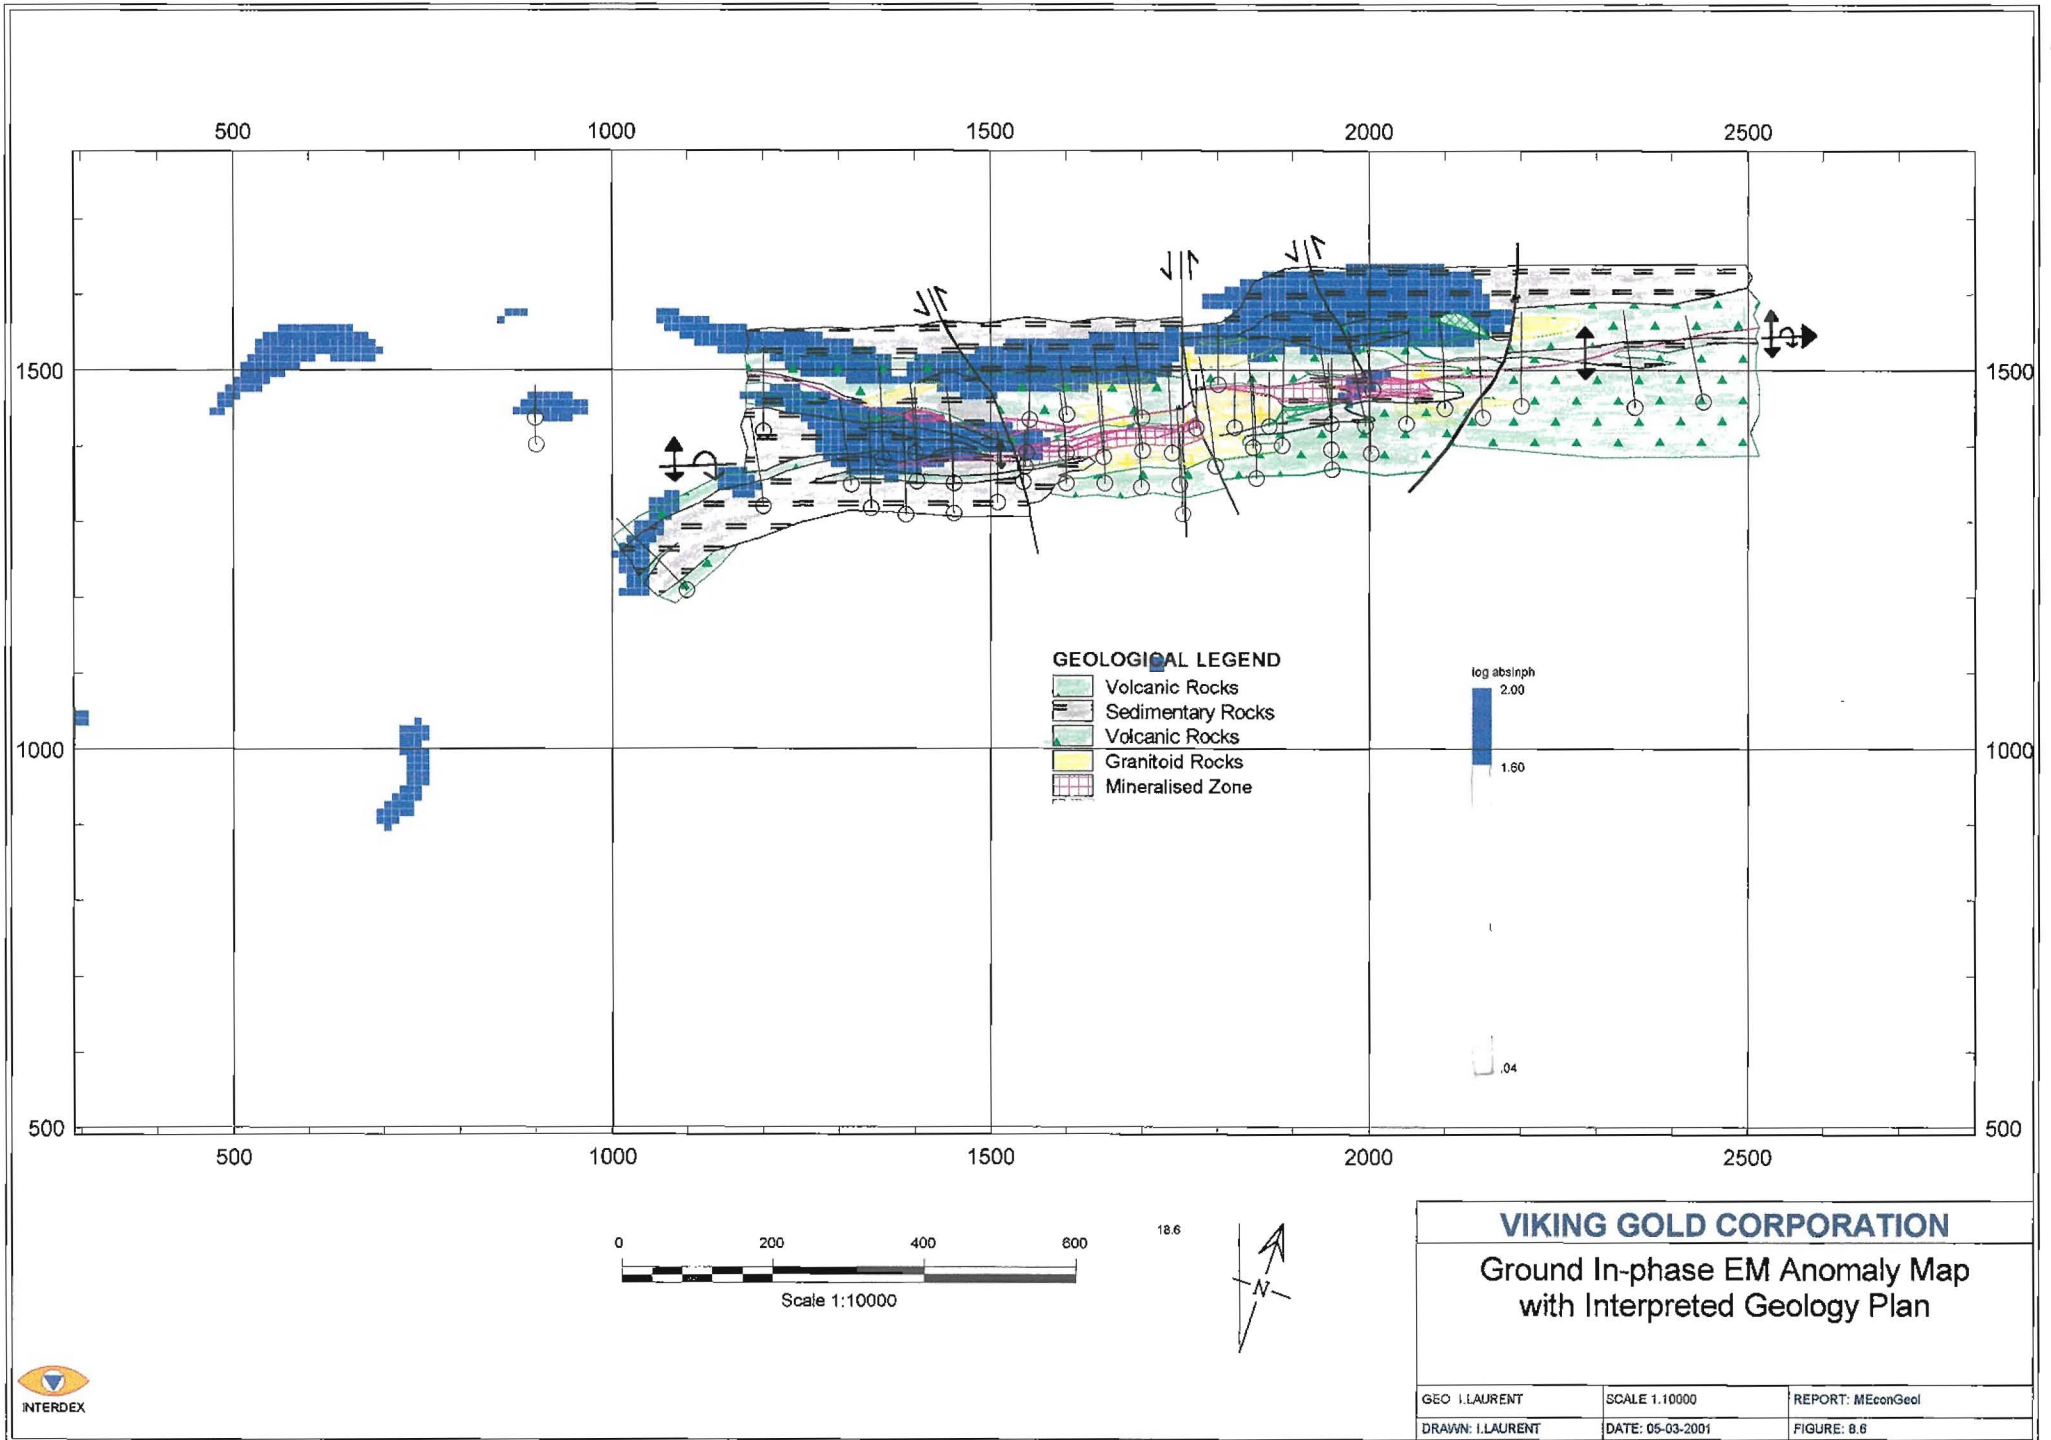 500 1000 1500 2000 2500
1500 1500
GEOLOGICAL LEGEND
Volcanic Rocks
Sedimentary Rocks
Volcanic Rocks
Granitoid Rocks
Mineralised Zone
log absinph
2.00
1.60
.04
1000 1000
500 500
500 1000 1500 2000 2500
0 200 400 600
Scale 1:10000
18.6
N
VIKING GOLD CORPORATION
Ground In-phase EM Anomaly Map
with Interpreted Geology Plan
GEO I.LAURENT SCALE 1:10000 REPORT: MEconGeol
DRAWN: I.LAURENT DATE: 05-03-2001 FIGURE: 8.6
INTERDEX